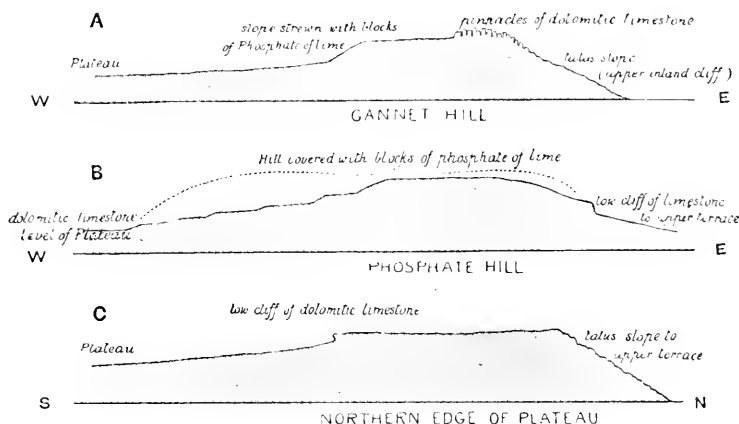 A
slope strewn with blocks
of Phosphate of lime
pinnacles of dolomitic limestone
Plateau
talus slope
(upper inland cliff)
W
E
GANNET HILL
B
Hill covered with blocks of phosphate of lime
dolomitic limestone
level of Plateau
low cliff of limestone
to upper terrace
W
E
PHOSPHATE HILL
C
low cliff of dolomitic limestone
Plateau
talus slope to
upper terrace
S
N
NORTHERN EDGE OF PLATEAU